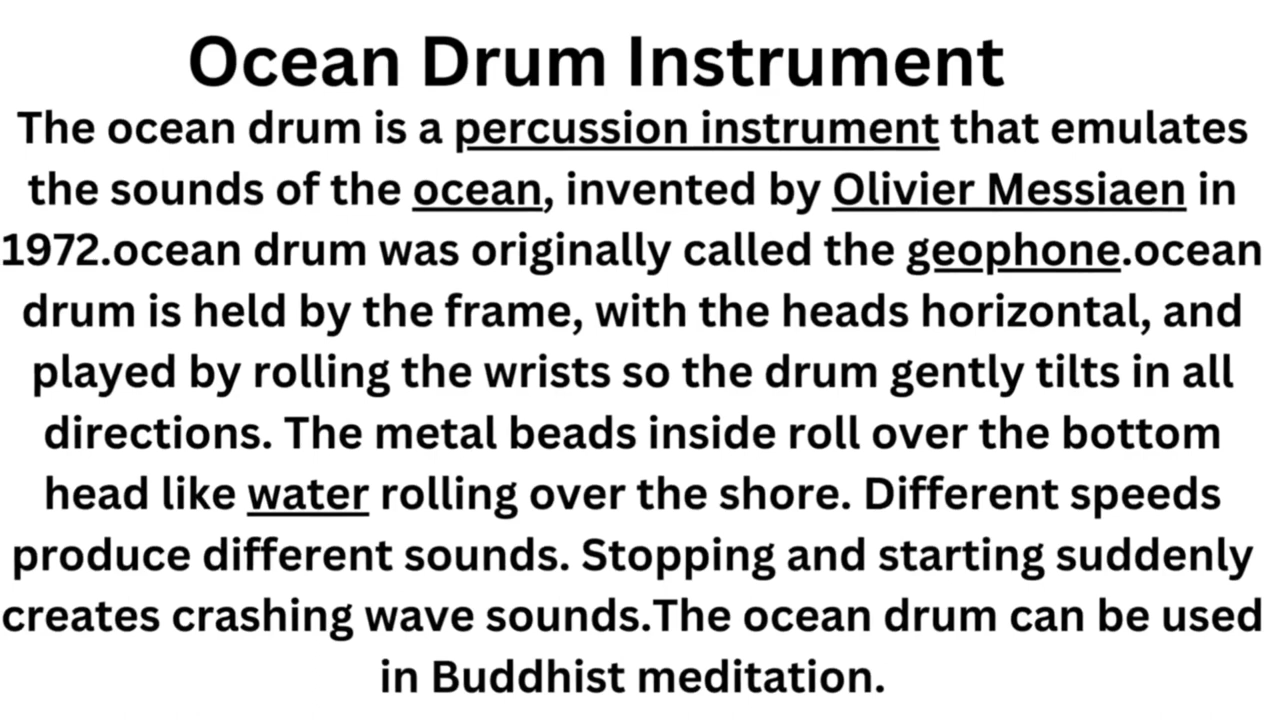 Ocean Drum Instrument
The ocean drum is a percussion instrument that emulates
the sounds of the ocean, invented by Olivier Messiaen in
1972.ocean drum was originally called the geophone.ocean
drum is held by the frame, with the heads horizontal, and
played by rolling the wrists so the drum gently tilts in all
directions. The metal beads inside roll over the bottom
head like water rolling over the shore. Different speeds
produce different sounds. Stopping and starting suddenly
creates crashing wave sounds.The ocean drum can be used
in Buddhist meditation.